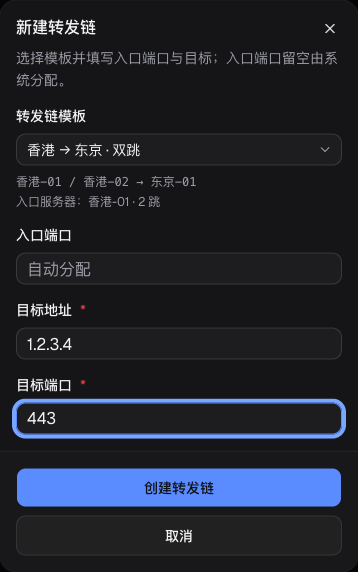 新建转发链
选择模板并填写入口端口与目标；入口端口留空由系
统分配。
转发链模板
香港 → 东京 · 双跳
香港-01 / 香港-02 → 东京-01
入口服务器：香港-01 · 2 跳
入口端口
自动分配
目标地址 *
1.2.3.4
目标端口 *
443
创建转发链
取消